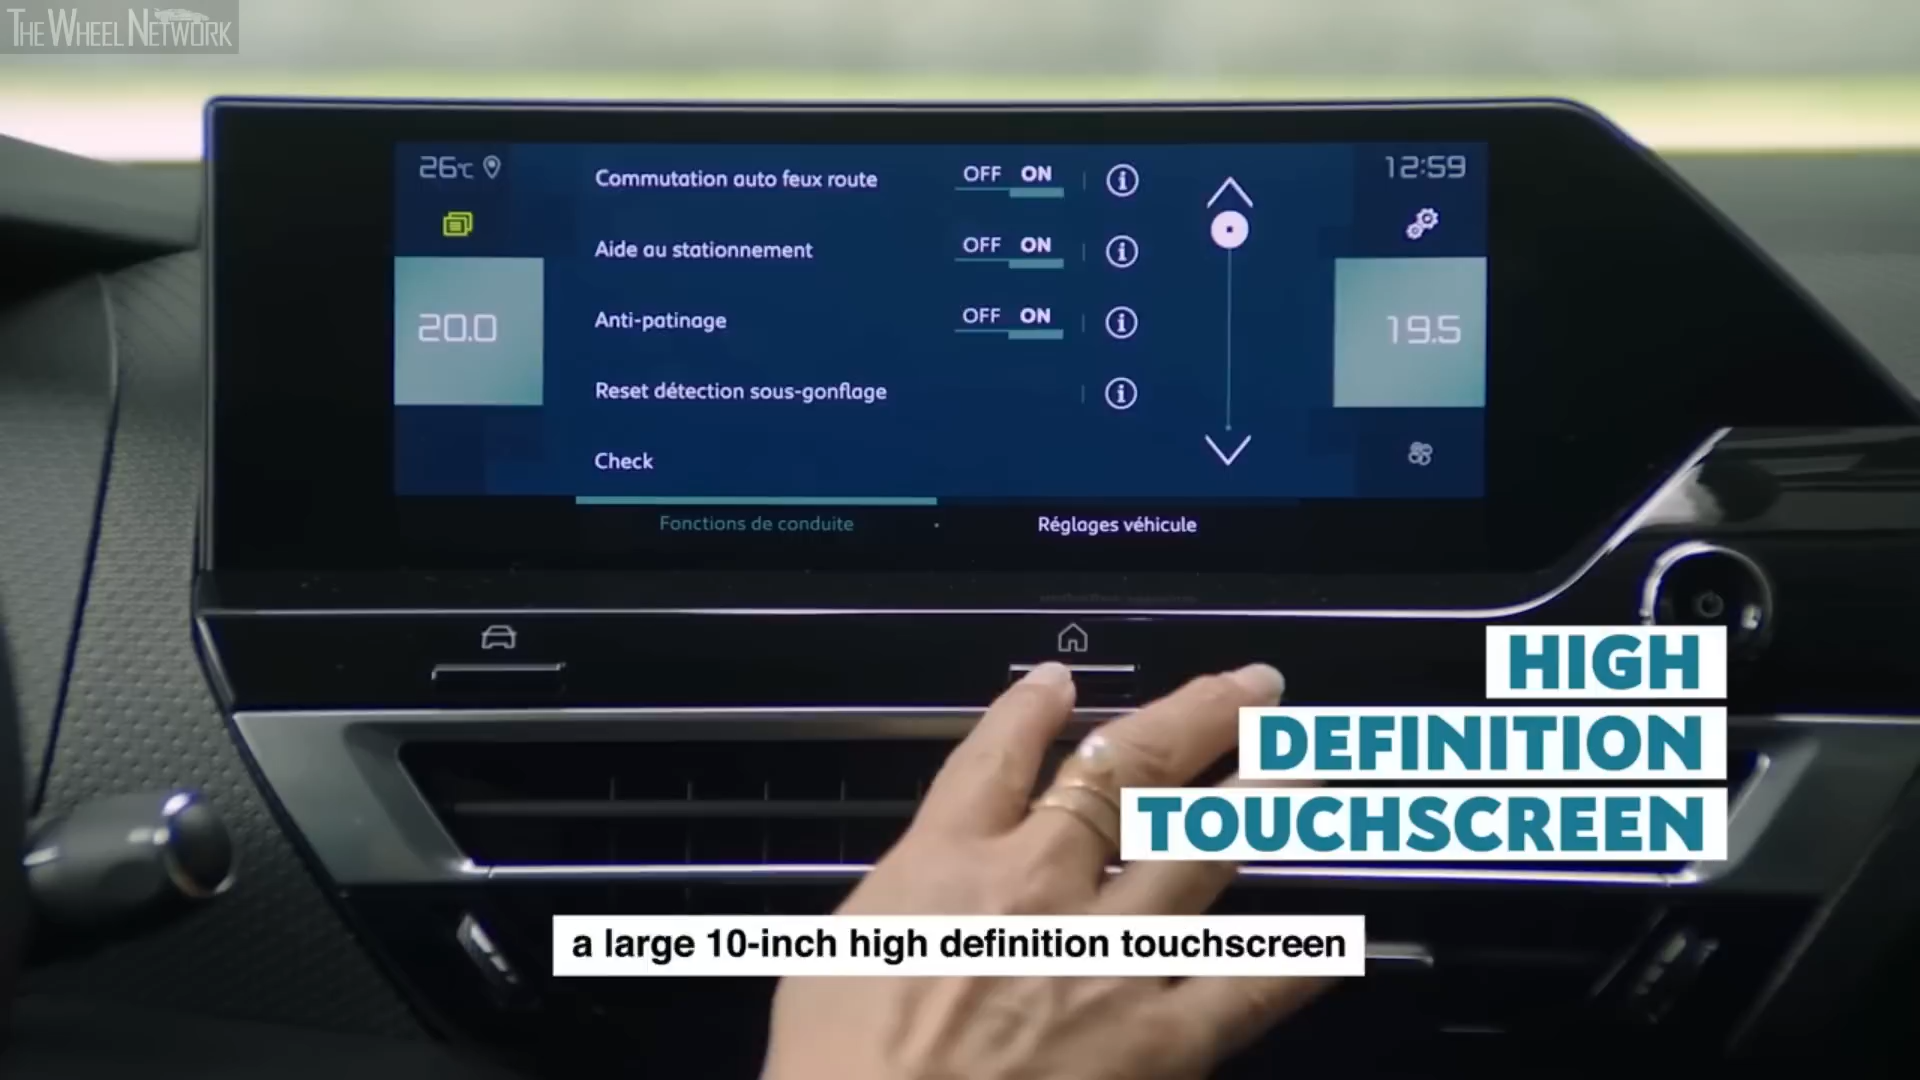 THE WHEEL NETWORK
26°C
12:59
Commutation auto feux route OFF ON
Aide au stationnement OFF ON
20.0
Anti-patinage OFF ON
19.5
Reset détection sous-gonflage
Check
Fonctions de conduite
Réglages véhicule
HIGH
DEFINITION
TOUCHSCREEN
a large 10-inch high definition touchscreen